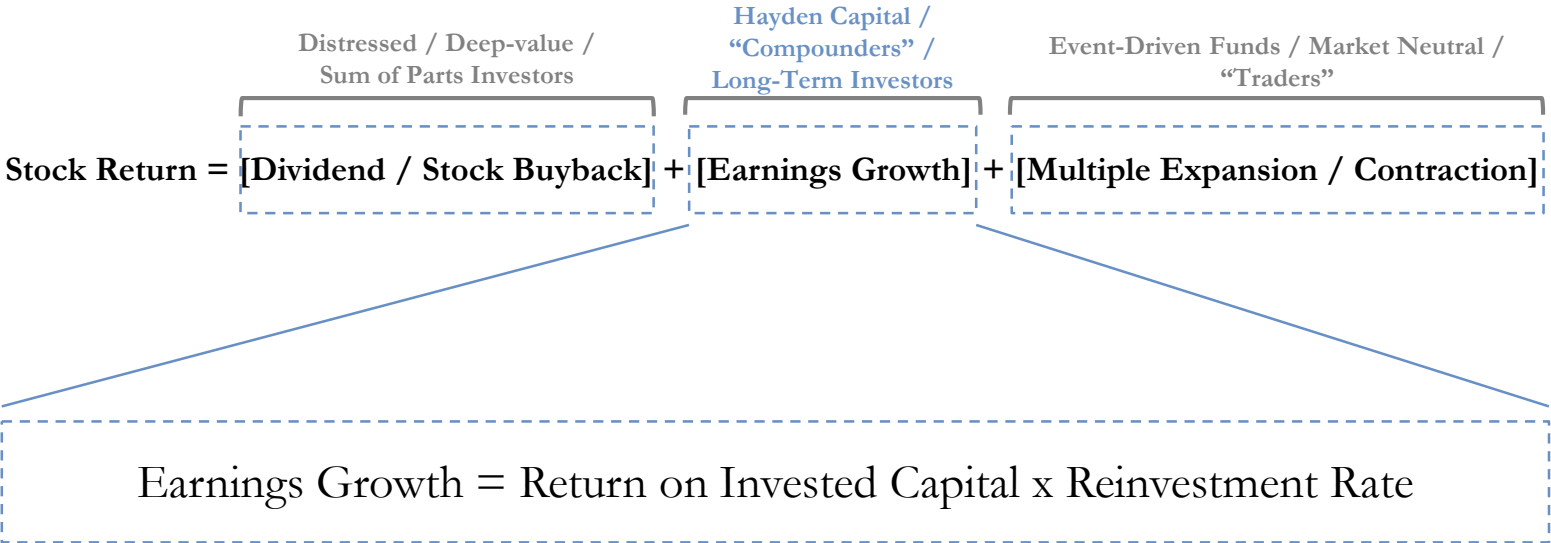 Distressed / Deep-value /
Sum of Parts Investors
Hayden Capital /
“Compounders” /
Long-Term Investors
Event-Driven Funds / Market Neutral /
“Traders”
Stock Return = [Dividend / Stock Buyback] + [Earnings Growth] + [Multiple Expansion / Contraction]
Earnings Growth = Return on Invested Capital x Reinvestment Rate